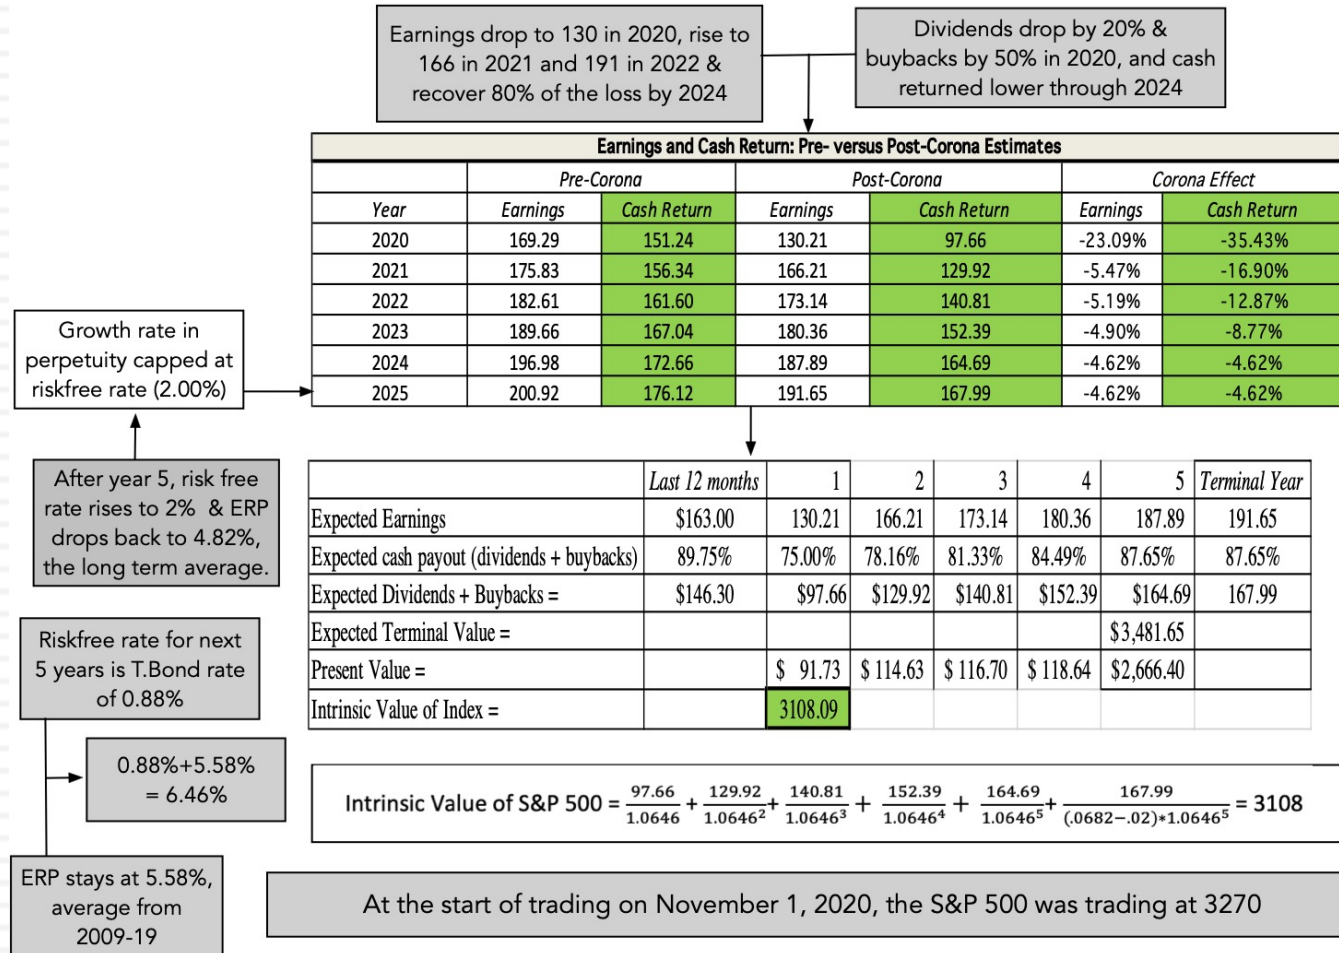 Earnings drop to 130 in 2020, rise to
166 in 2021 and 191 in 2022 &
recover 80% of the loss by 2024
Dividends drop by 20% &
buybacks by 50% in 2020, and cash
returned lower through 2024
Earnings and Cash Return: Pre- versus Post-Corona Estimates
Pre-Corona Post-Corona Corona Effect
Year Earnings Cash Return Earnings Cash Return Earnings Cash Return
2020 169.29 151.24 130.21 97.66 -23.09% -35.43%
2021 175.83 156.34 166.21 129.92 -5.47% -16.90%
2022 182.61 161.60 173.14 140.81 -5.19% -12.87%
2023 189.66 167.04 180.36 152.39 -4.90% -8.77%
2024 196.98 172.66 187.89 164.69 -4.62% -4.62%
2025 200.92 176.12 191.65 167.99 -4.62% -4.62%
Growth rate in
perpetuity capped at
riskfree rate (2.00%)
After year 5, risk free
rate rises to 2% & ERP
drops back to 4.82%,
the long term average.
Last 12 months 1 2 3 4 5 Terminal Year
Expected Earnings $163.00 130.21 166.21 173.14 180.36 187.89 191.65
Expected cash payout (dividends + buybacks) 89.75% 75.00% 78.16% 81.33% 84.49% 87.65% 87.65%
Expected Dividends + Buybacks = $146.30 $97.66 $129.92 $140.81 $152.39 $164.69 167.99
Expected Terminal Value = $3,481.65
Present Value = $ 91.73 $ 114.63 $ 116.70 $ 118.64 $2,666.40
Intrinsic Value of Index = 3108.09
Riskfree rate for next
5 years is T.Bond rate
of 0.88%
0.88%+5.58%
= 6.46%
ERP stays at 5.58%,
average from
2009-19
Intrinsic Value of S&P 500 = 97.66/1.0646 + 129.92/1.0646² + 140.81/1.0646³ + 152.39/1.0646⁴ + 164.69/1.0646⁵ + 167.99/(.0682−.02)*1.0646⁵ = 3108
At the start of trading on November 1, 2020, the S&P 500 was trading at 3270